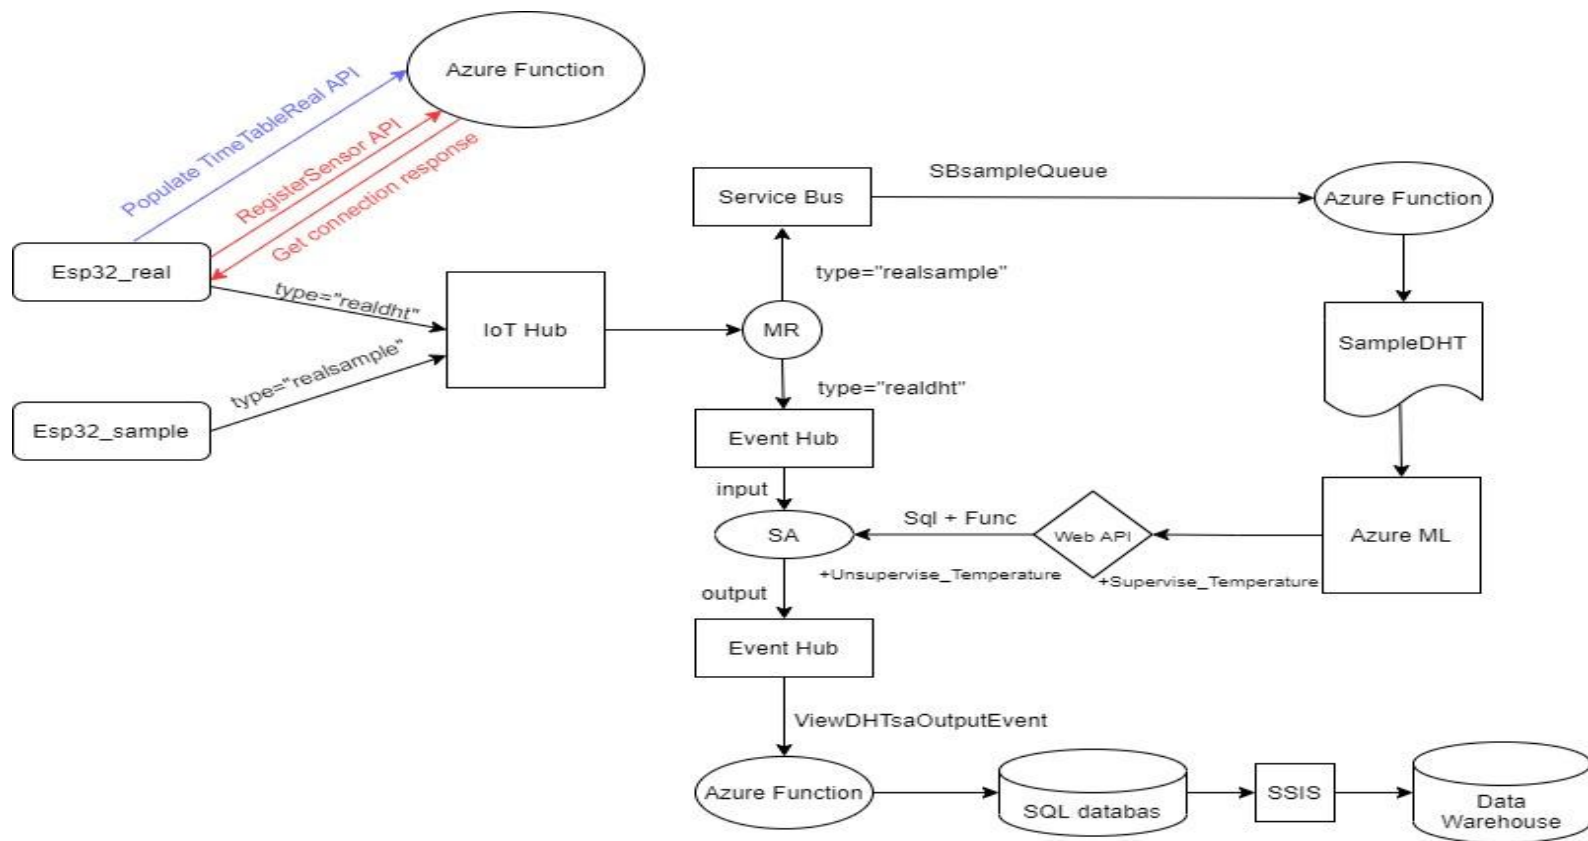 Azure Function
Populate TimeTableReal API
RegisterSensor API
Get connection response
Esp32_real
type="realdht"
Esp32_sample
type="realsample"
IoT Hub
MR
type="realsample"
Service Bus
SBsampleQueue
Azure Function
SampleDHT
Azure ML
+Supervise_Temperature
Web API
Sql + Func
+Unsupervise_Temperature
type="realdht"
Event Hub
input
SA
output
Event Hub
ViewDHTsaOutputEvent
Azure Function
SQL databas
SSIS
Data
Warehouse